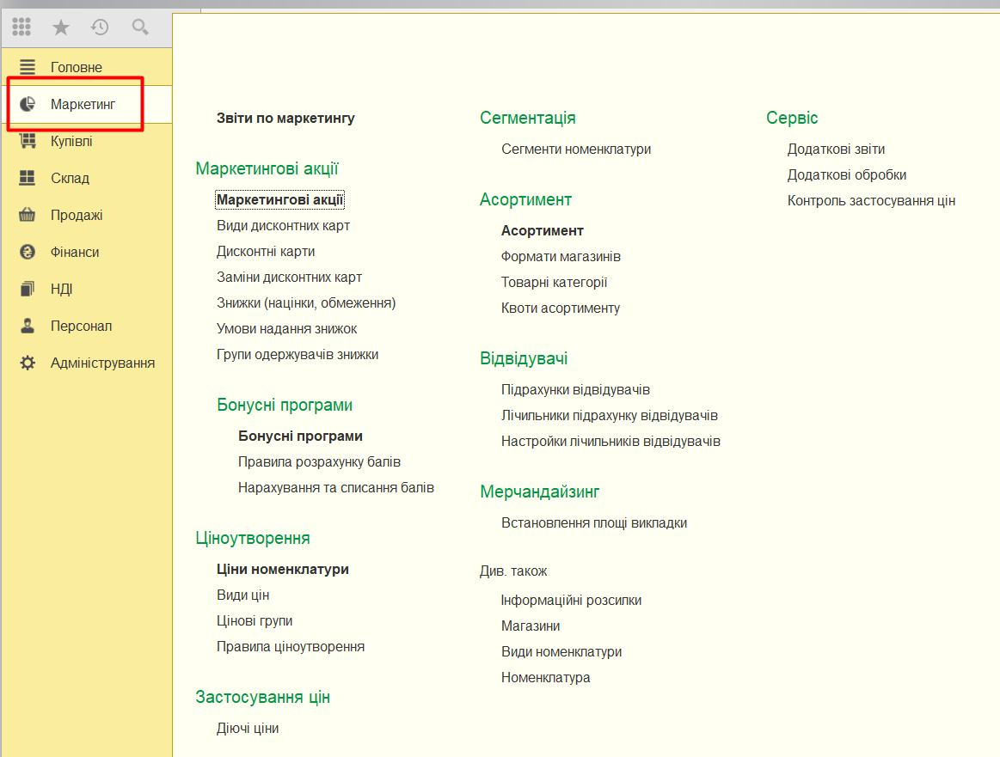 Головне
Маркетинг
Купівлі
Склад
Продажі
Фінанси
НДІ
Персонал
Адміністрування
Звіти по маркетингу
Маркетингові акції
Маркетингові акції
Види дисконтних карт
Дисконтні карти
Заміни дисконтних карт
Знижки (націнки, обмеження)
Умови надання знижок
Групи одержувачів знижки
Бонусні програми
Бонусні програми
Правила розрахунку балів
Нарахування та списання балів
Ціноутворення
Ціни номенклатури
Види цін
Цінові групи
Правила ціноутворення
Застосування цін
Діючі ціни
Сегментація
Сегменти номенклатури
Асортимент
Асортимент
Формати магазинів
Товарні категорії
Квоти асортименту
Відвідувачі
Підрахунки відвідувачів
Лічильники підрахунку відвідувачів
Настройки лічильників відвідувачів
Мерчандайзинг
Встановлення площі викладки
Див. також
Інформаційні розсилки
Магазини
Види номенклатури
Номенклатура
Сервіс
Додаткові звіти
Додаткові обробки
Контроль застосування цін